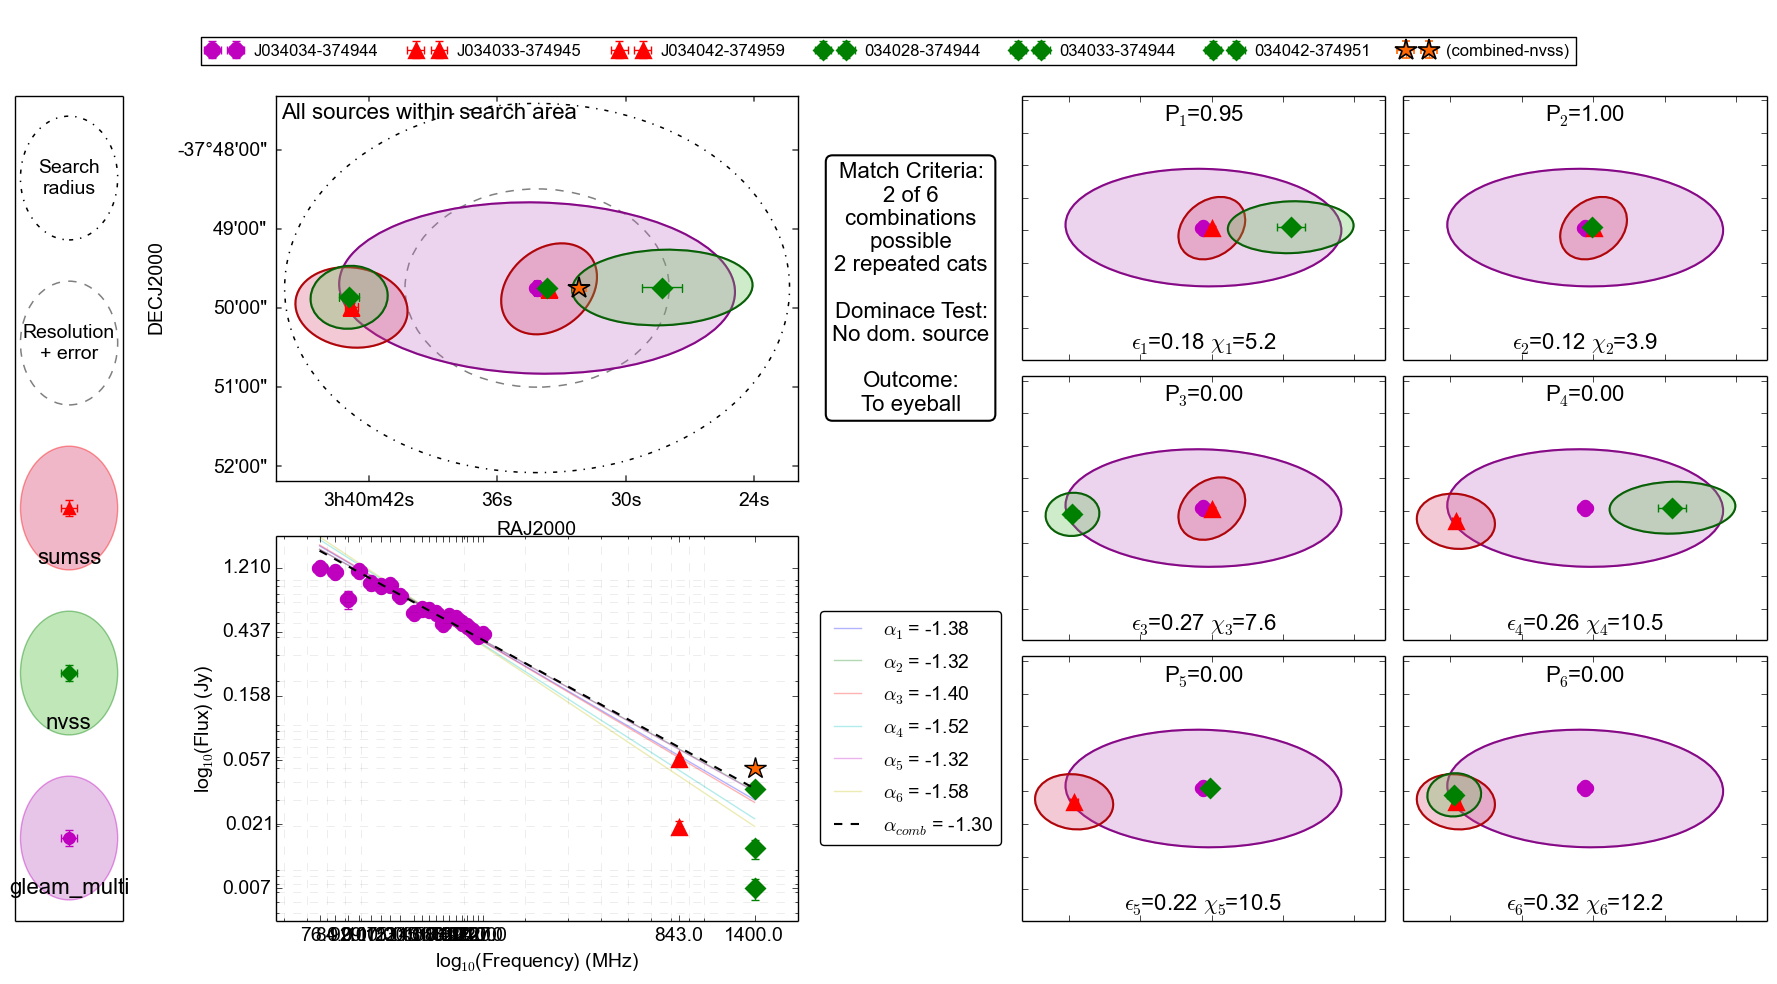 J034034-374944 J034033-374945 J034042-374959 034028-374944 034033-374944 034042-374951 (combined-nvss)
Search
radius
Resolution
+ error
sumss
nvss
gleam_multi
All sources within search area
DECJ2000
-37°48'00"
49'00"
50'00"
51'00"
52'00"
3h40m42s 36s 30s 24s
RAJ2000
log10(Flux) (Jy)
1.210
0.437
0.158
0.057
0.021
0.007
843.0 1400.0
log10(Frequency) (MHz)
Match Criteria:
2 of 6
combinations
possible
2 repeated cats
Dominace Test:
No dom. source
Outcome:
To eyeball
α1 = -1.38
α2 = -1.32
α3 = -1.40
α4 = -1.52
α5 = -1.32
α6 = -1.58
αcomb = -1.30
P1=0.95
ϵ1=0.18 χ1=5.2
P2=1.00
ϵ2=0.12 χ2=3.9
P3=0.00
ϵ3=0.27 χ3=7.6
P4=0.00
ϵ4=0.26 χ4=10.5
P5=0.00
ϵ5=0.22 χ5=10.5
P6=0.00
ϵ6=0.32 χ6=12.2